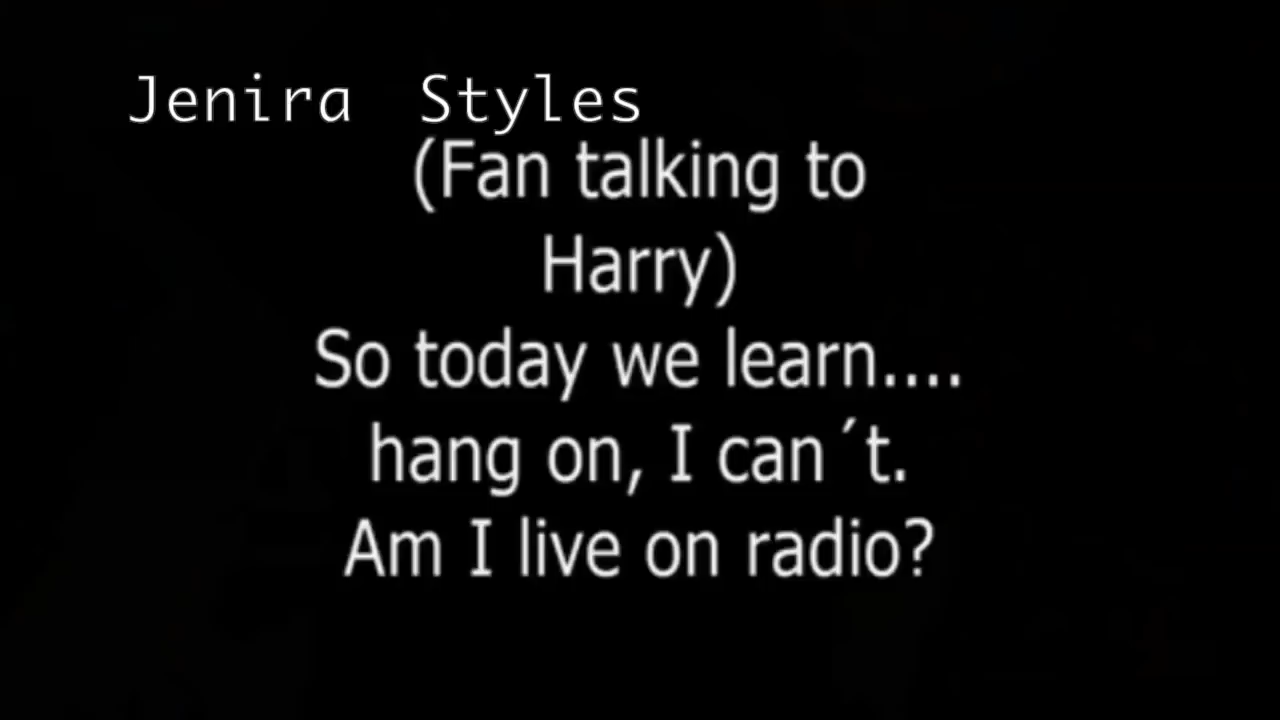 Jenira Styles
(Fan talking to
Harry)
So today we learn....
hang on, I can´t.
Am I live on radio?